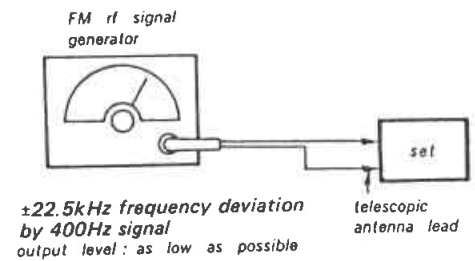 FM rf signal
generator
set
±22.5kHz frequency deviation
by 400Hz signal
output level : as low as possible
telescopic
antenna lead